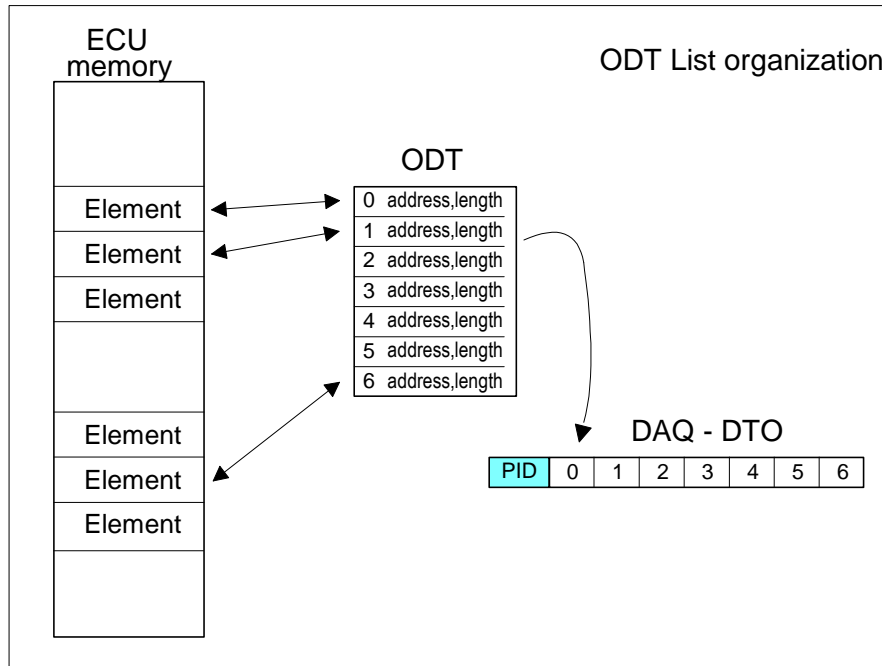 ECU
memory
ODT List organization
ODT
Element
Element
Element
Element
Element
Element
0 address,length
1 address,length
2 address,length
3 address,length
4 address,length
5 address,length
6 address,length
DAQ - DTO
PID 0 1 2 3 4 5 6